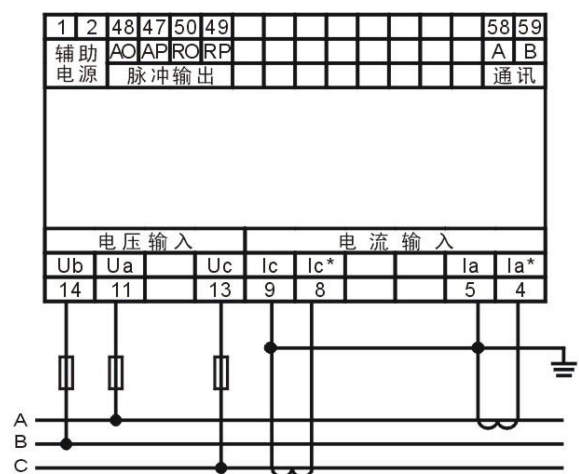 1 2 48 47 50 49 58 59
辅助 AO AP RO RP A B
电源 脉冲输出 通讯
电压输入 电流输入
Ub Ua Uc Ic Ic* Ia Ia*
14 11 13 9 8 5 4
A
B
C